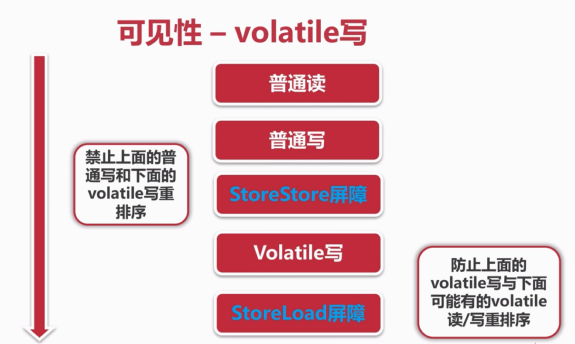 可见性 – volatile写
普通读
普通写
禁止上面的普
通写和下面的
volatile写重
排序
StoreStore屏障
Volatile写
防止上面的
volatile写与下面
可能有的volatile
读/写重排序
StoreLoad屏障